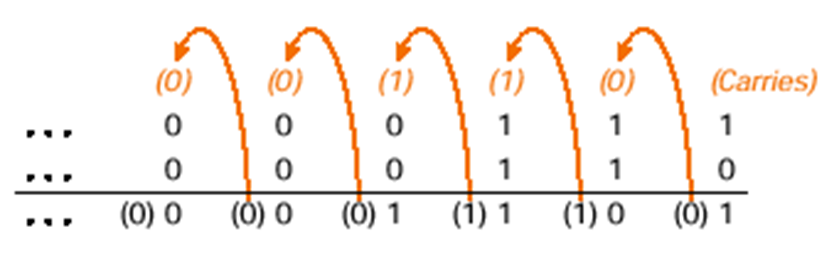 (0) (0) (1) (1) (0) (Carries)
... 0 0 0 1 1 1
... 0 0 0 1 1 0
... (0) 0 (0) 0 (0) 1 (1) 1 (1) 0 (0) 1